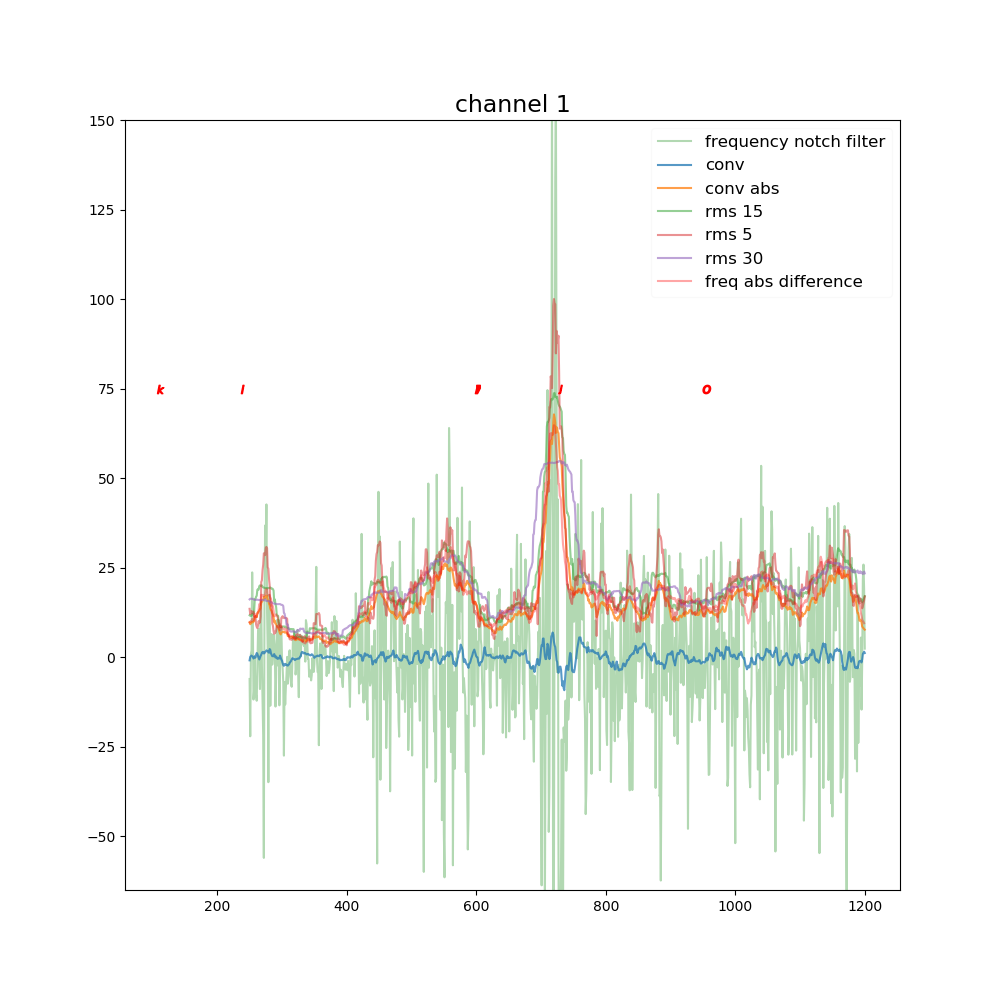 channel 1
150
125
100
75
50
25
0
−25
−50
frequency notch filter
conv
conv abs
rms 15
rms 5
rms 30
freq abs difference
k l , j o
200 400 600 800 1000 1200